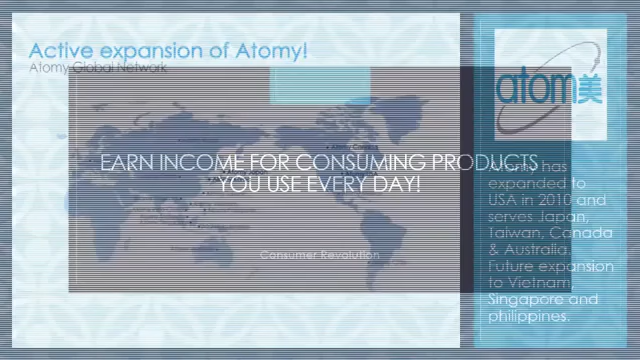 Active expansion of Atomy!
Atomy Global Network
atom美
EARN INCOME FOR CONSUMING PRODUCTS
YOU USE EVERY DAY!
Consumer Revolution
Atomy has
expanded to
USA in 2010 and
serves Japan,
Taiwan, Canada
& Australia.
Future expansion
to Vietnam,
Singapore and
philippines.